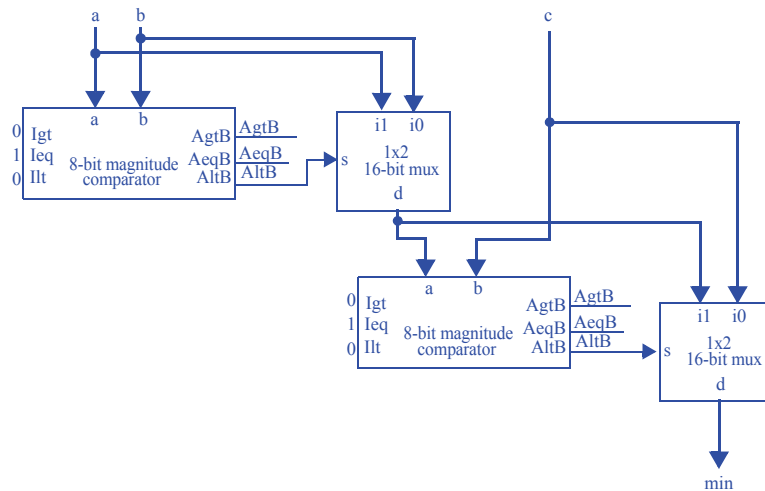 a b c
a b
i1 i0
0 Igt AgtB AgtB
1 Ieq 8-bit magnitude AeqB AeqB
0 Ilt comparator AltB AltB
s 1x2
16-bit mux
d
a b
i1 i0
0 Igt AgtB AgtB
1 Ieq 8-bit magnitude AeqB AeqB
0 Ilt comparator AltB AltB
s 1x2
16-bit mux
d
min